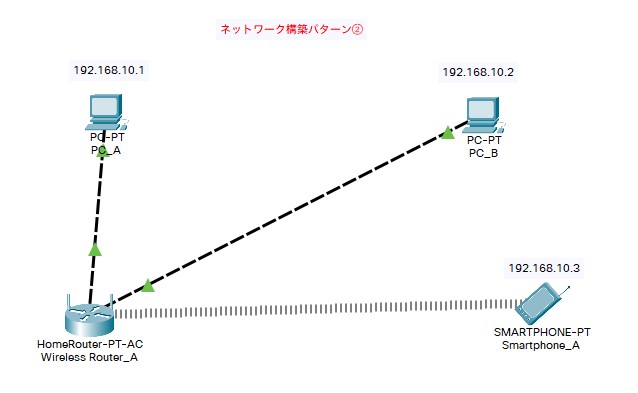 ネットワーク構築パターン②
192.168.10.1
192.168.10.2
PC-PT
PC_A
PC-PT
PC_B
192.168.10.3
HomeRouter-PT-AC
Wireless Router_A
SMARTPHONE-PT
Smartphone_A